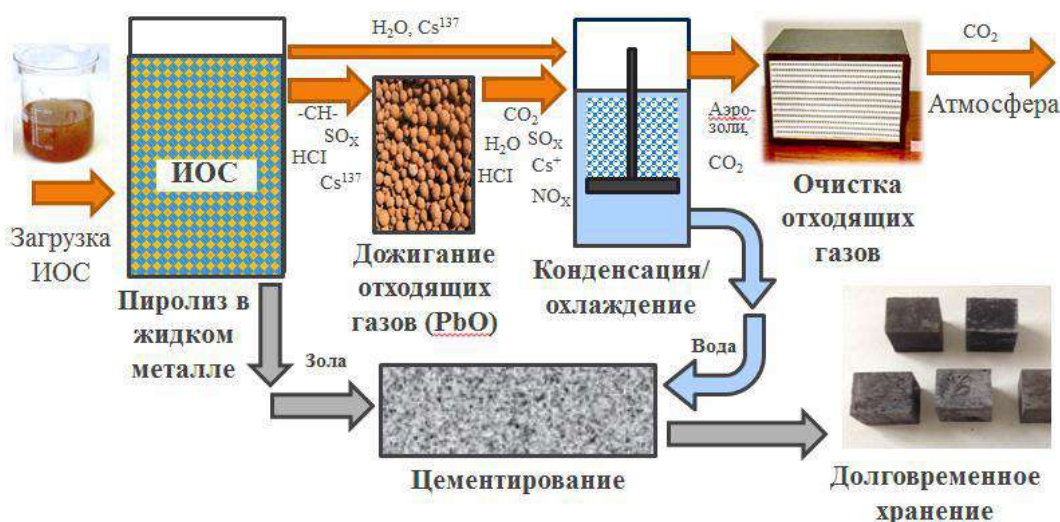 H₂O, Cs¹³⁷
CO₂
Атмосфера
-CH-
SOₓ
HCl
Cs¹³⁷
CO₂
H₂O
SOₓ
Cs⁺
HCl
NOₓ
Аэро-
золи,
CO₂
ИОС
Загрузка
ИОС
Очистка
отходящих
газов
Дожигание
отходящих
газов (PbO)
Конденсация/
охлаждение
Пиролиз в
жидком
металле
Зола
Вода
Цементирование
Долговременное
хранение